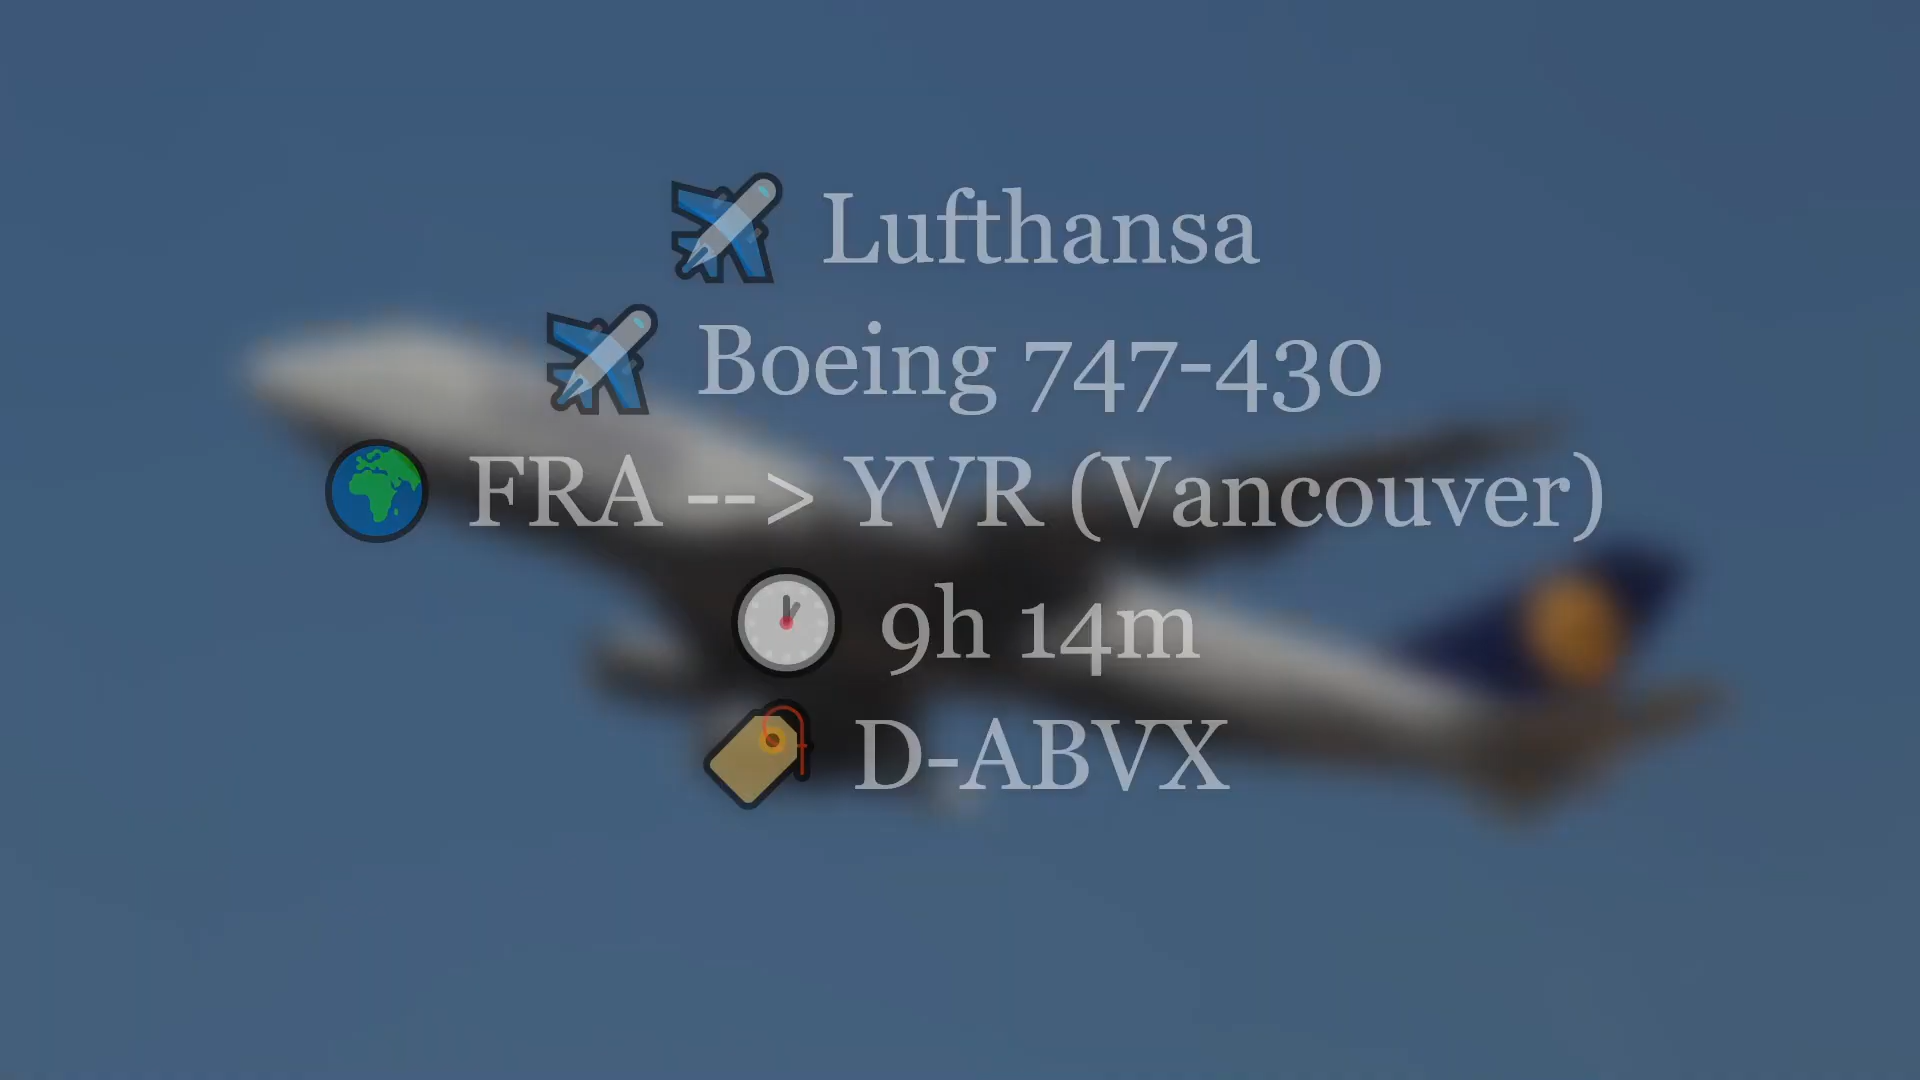 Lufthansa
Boeing 747-430
FRA --> YVR (Vancouver)
9h 14m
D-ABVX